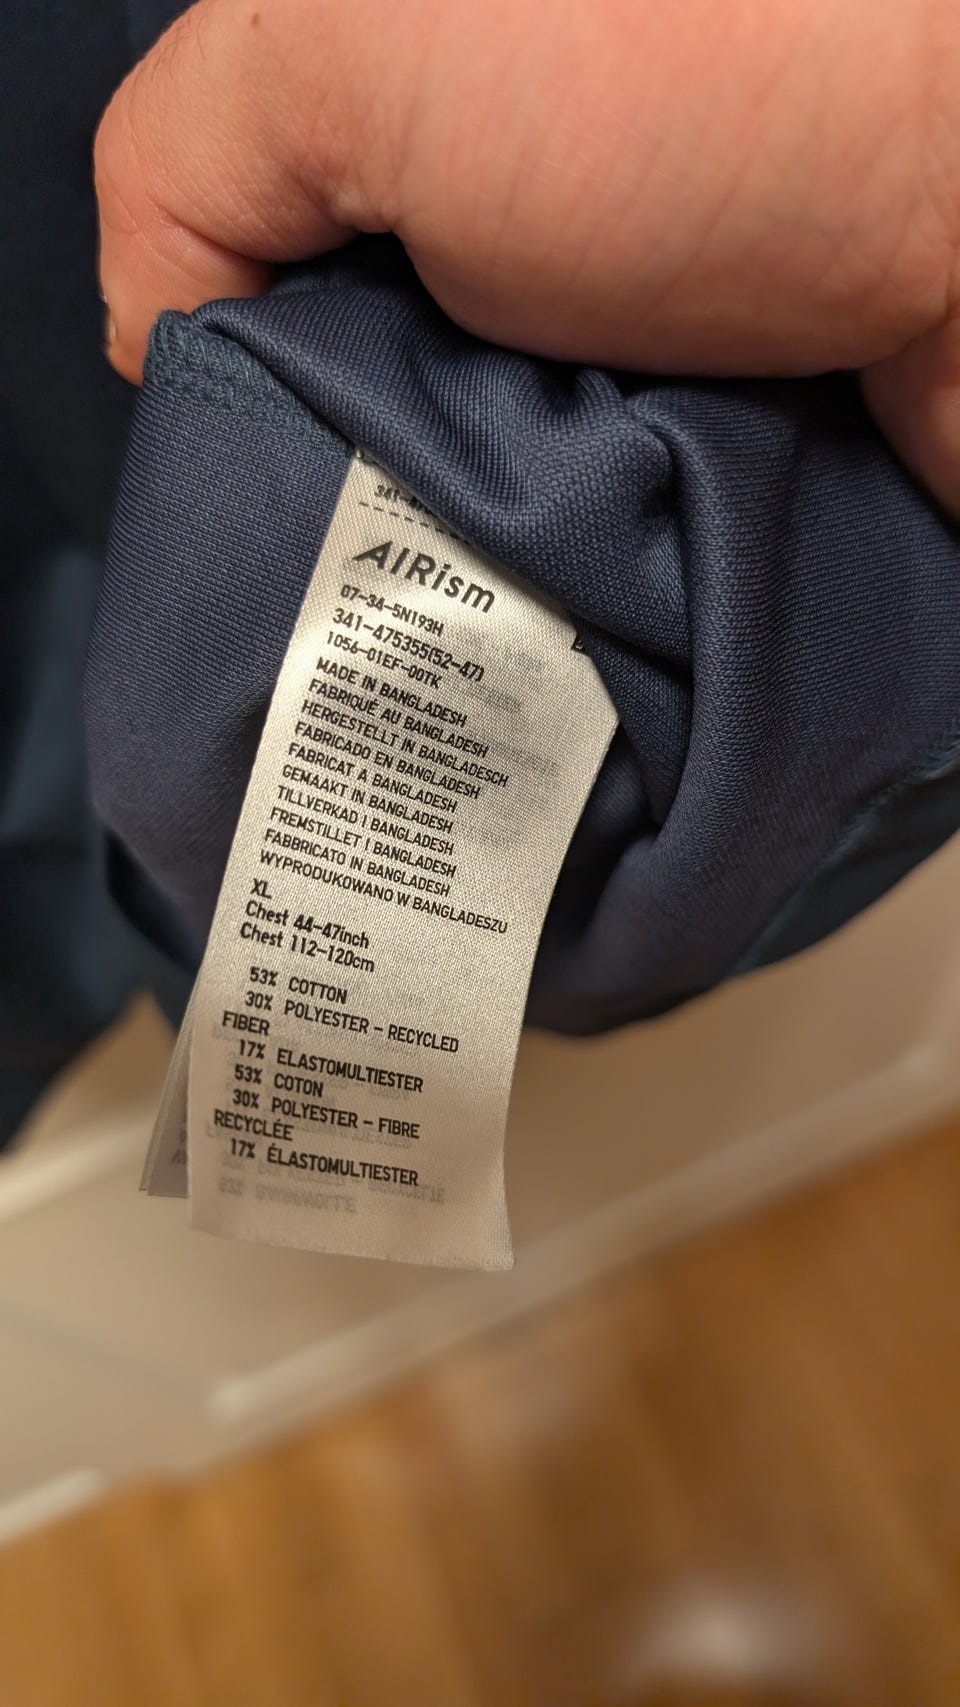 AIRism
07-34-5N193H
341-475355(52-47)
1056-01EF-00TK
MADE IN BANGLADESH
FABRIQUÉ AU BANGLADESH
HERGESTELLT IN BANGLADESCH
FABRICADO EN BANGLADESH
FABRICAT A BANGLADESH
GEMAAKT IN BANGLADESH
TILLVERKAD I BANGLADESH
FREMSTILLET I BANGLADESH
FABBRICATO IN BANGLADESH
WYPRODUKOWANO W BANGLADESZU
XL
Chest 44-47inch
Chest 112-120cm
53% COTTON
30% POLYESTER - RECYCLED
FIBER
17% ELASTOMULTIESTER
53% COTON
30% POLYESTER - FIBRE
RECYCLÉE
17% ÉLASTOMULTIESTER